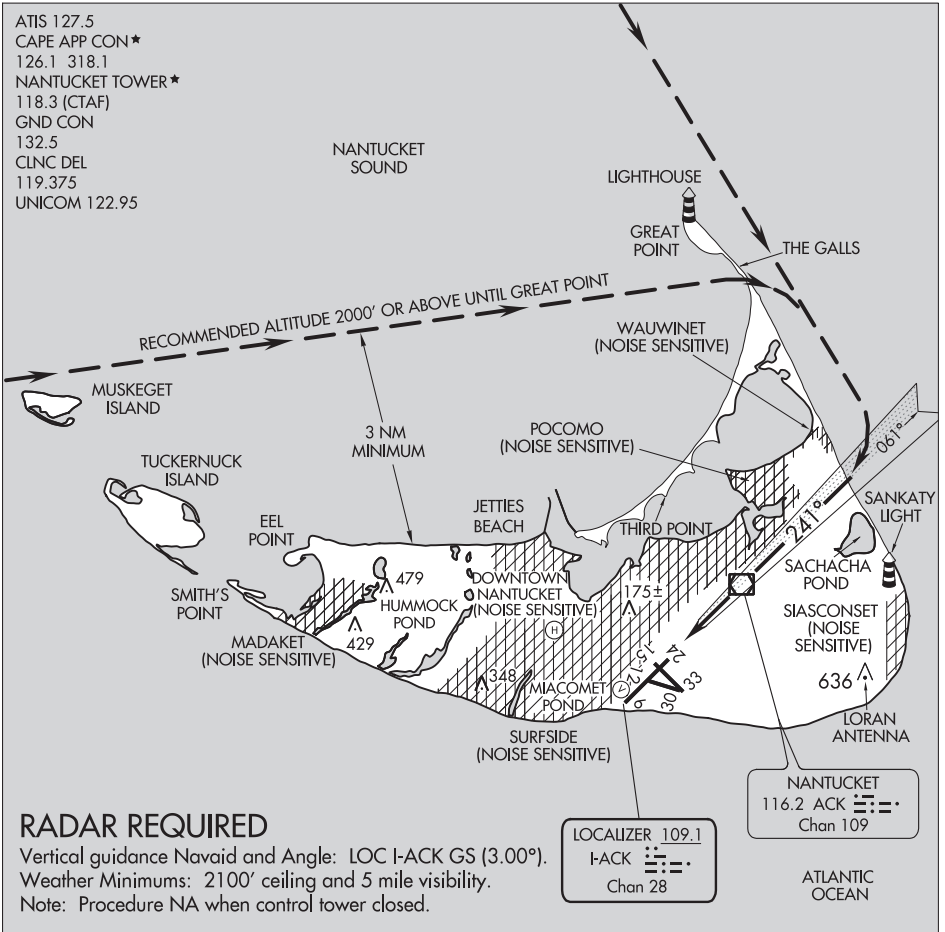 ATIS 127.5
CAPE APP CON★
126.1 318.1
NANTUCKET TOWER★
118.3 (CTAF)
GND CON
132.5
CLNC DEL
119.375
UNICOM 122.95
NANTUCKET
SOUND
LIGHTHOUSE
GREAT
POINT
THE GALLS
RECOMMENDED ALTITUDE 2000' OR ABOVE UNTIL GREAT POINT
WAUWINET
(NOISE SENSITIVE)
MUSKEGET
ISLAND
3 NM
MINIMUM
POCOMO
(NOISE SENSITIVE)
061°
TUCKERNUCK
ISLAND
JETTIES
BEACH
SANKATY
LIGHT
EEL
POINT
THIRD POINT
241°
SACHACHA
POND
SMITH'S
POINT
479
HUMMOCK
POND
DOWNTOWN
NANTUCKET
(NOISE SENSITIVE)
175±
SIASCONSET
(NOISE
SENSITIVE)
H
429
MADAKET
(NOISE SENSITIVE)
348
MIACOMET
POND
V
15
12
24
6
30
33
636
LORAN
ANTENNA
SURFSIDE
(NOISE SENSITIVE)
NANTUCKET
116.2 ACK
Chan 109
LOCALIZER 109.1
I-ACK
Chan 28
ATLANTIC
OCEAN
RADAR REQUIRED
Vertical guidance Navaid and Angle: LOC I-ACK GS (3.00°).
Weather Minimums: 2100' ceiling and 5 mile visibility.
Note: Procedure NA when control tower closed.